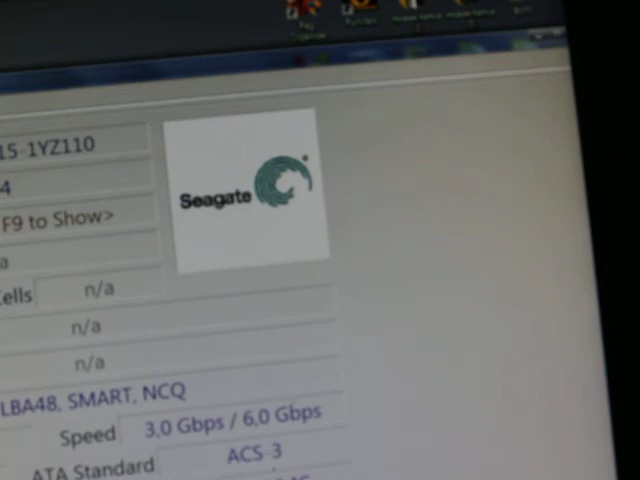 15-1YZ110
4
Seagate
F9 to Show>
a
Cells n/a
n/a
n/a
LBA48, SMART, NCQ
Speed 3,0 Gbps / 6,0 Gbps
ATA Standard ACS-3